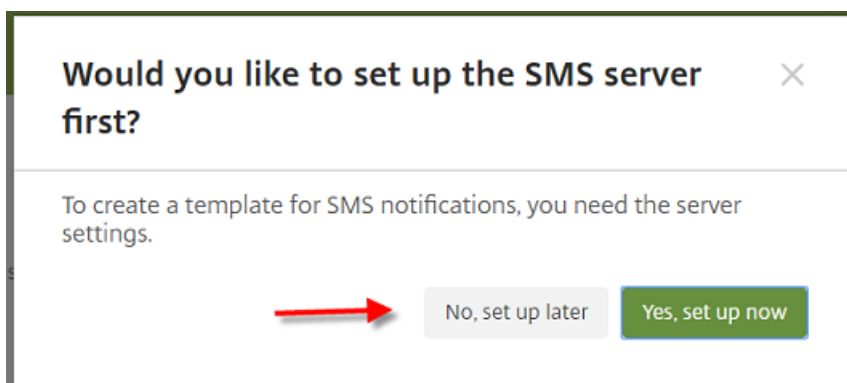 Would you like to set up the SMS server
first?
To create a template for SMS notifications, you need the server
settings.
No, set up later
Yes, set up now